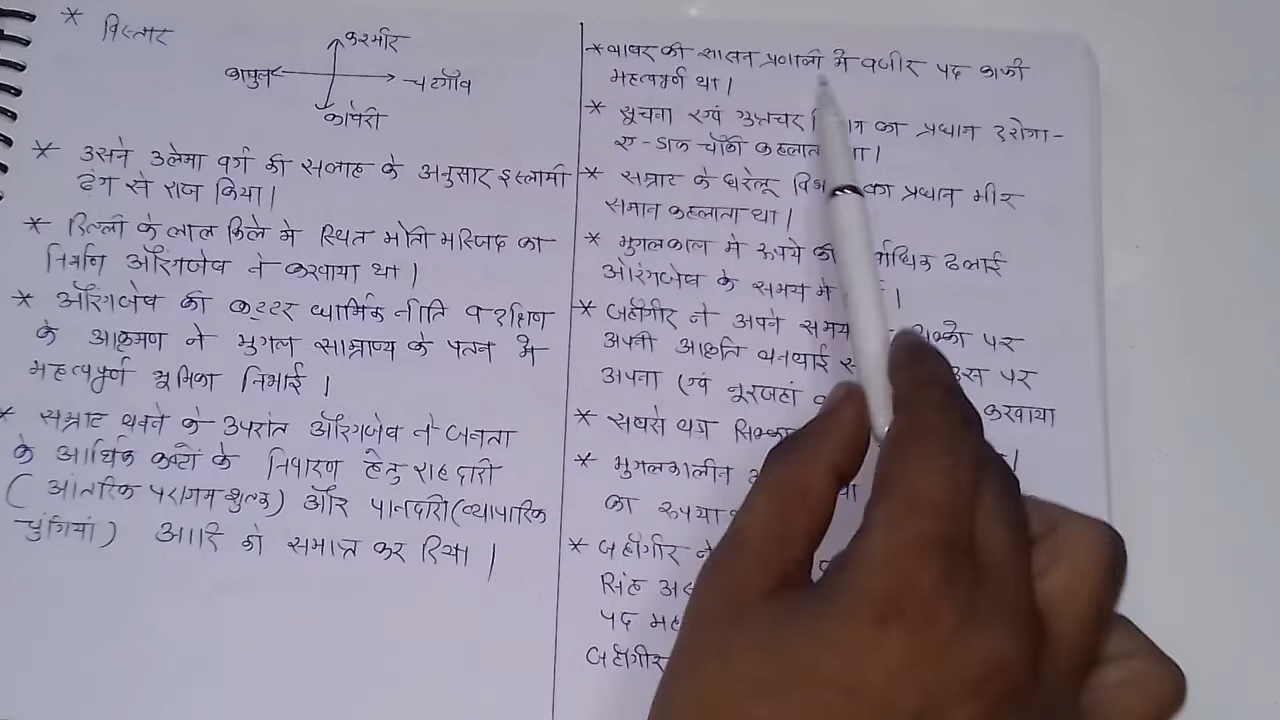 * विस्तार
कश्मीर
काबुल
चटगाँव
कावेरी
* उसने उलेमा वर्ग की सलाह के अनुसार इस्लामी
ढंग से राज किया।
* दिल्ली के लाल किले मे स्थित मोती मस्जिद का
निर्माण औरंगजेब ने करवाया था।
* औरंगजेब की कट्टर धार्मिक नीति व दक्षिण
के आक्रमण ने मुगल साम्राज्य के पतन मे
महत्वपूर्ण भूमिका निभाई।
* सम्राट बनने के उपरांत औरंगजेब ने जनता
के आर्थिक कष्टों के निवारण हेतु राहदारी
(आंतरिक पारागम शुल्क) और पानदारी (व्यापारिक
चुंगियां) आदि को समाप्त कर दिया।
* बाबर की शासन प्रणाली मे वजीर पद काफी
महत्वपूर्ण था।
* सूचना एवं गुप्तचर का प्रधान दरोगा-
ए-डाक चौकी कहलाता था।
* सम्राट के घरेलू का प्रधान मीर
समान कहलाता था।
* मुगलकाल मे रूपये की ढलाई
औरंगजेब के समय मे
* जहाँगीर ने अपने समय पर
अपनी आकृति बनवाई उस पर
अपना एवं नूरजहां करवाया
* सबसे बड़ा सिक्का
* मुगलकालीन
का रूपया
* जहाँगीर ने
सिंह
पद
जहाँगीर